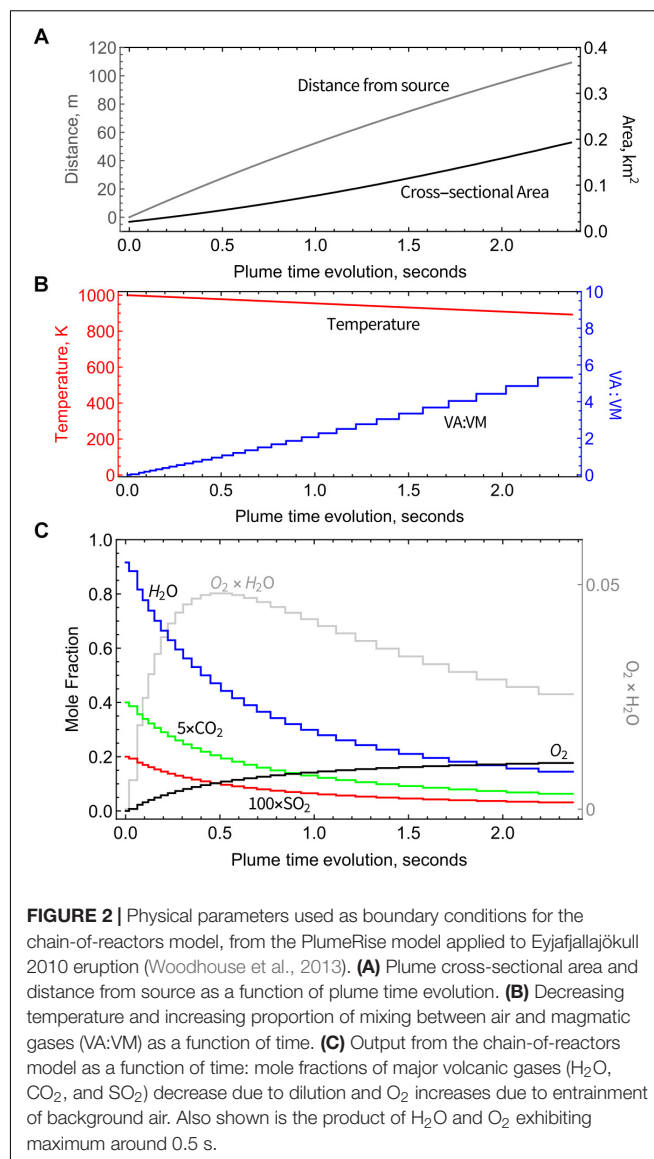 A
120
100
80
60
40
20
0
Distance, m
Distance from source
Cross–sectional Area
0.4
0.3
0.2
0.1
0.0
Area, km²
0.0 0.5 1.0 1.5 2.0
Plume time evolution, seconds
B
1000
800
600
400
200
0
Temperature, K
Temperature
VA:VM
10
8
6
4
2
0
VA:VM
0.0 0.5 1.0 1.5 2.0
Plume time evolution, seconds
C
1.0
0.8
0.6
0.4
0.2
0.0
Mole Fraction
H₂O
O₂ × H₂O
5×CO₂
O₂
100×SO₂
0.05
0
O₂ × H₂O
0.0 0.5 1.0 1.5 2.0
Plume time evolution, seconds
FIGURE 2 | Physical parameters used as boundary conditions for the
chain-of-reactors model, from the PlumeRise model applied to Eyjafjallajökull
2010 eruption (Woodhouse et al., 2013). (A) Plume cross-sectional area and
distance from source as a function of plume time evolution. (B) Decreasing
temperature and increasing proportion of mixing between air and magmatic
gases (VA:VM) as a function of time. (C) Output from the chain-of-reactors
model as a function of time: mole fractions of major volcanic gases (H₂O,
CO₂, and SO₂) decrease due to dilution and O₂ increases due to entrainment
of background air. Also shown is the product of H₂O and O₂ exhibiting
maximum around 0.5 s.